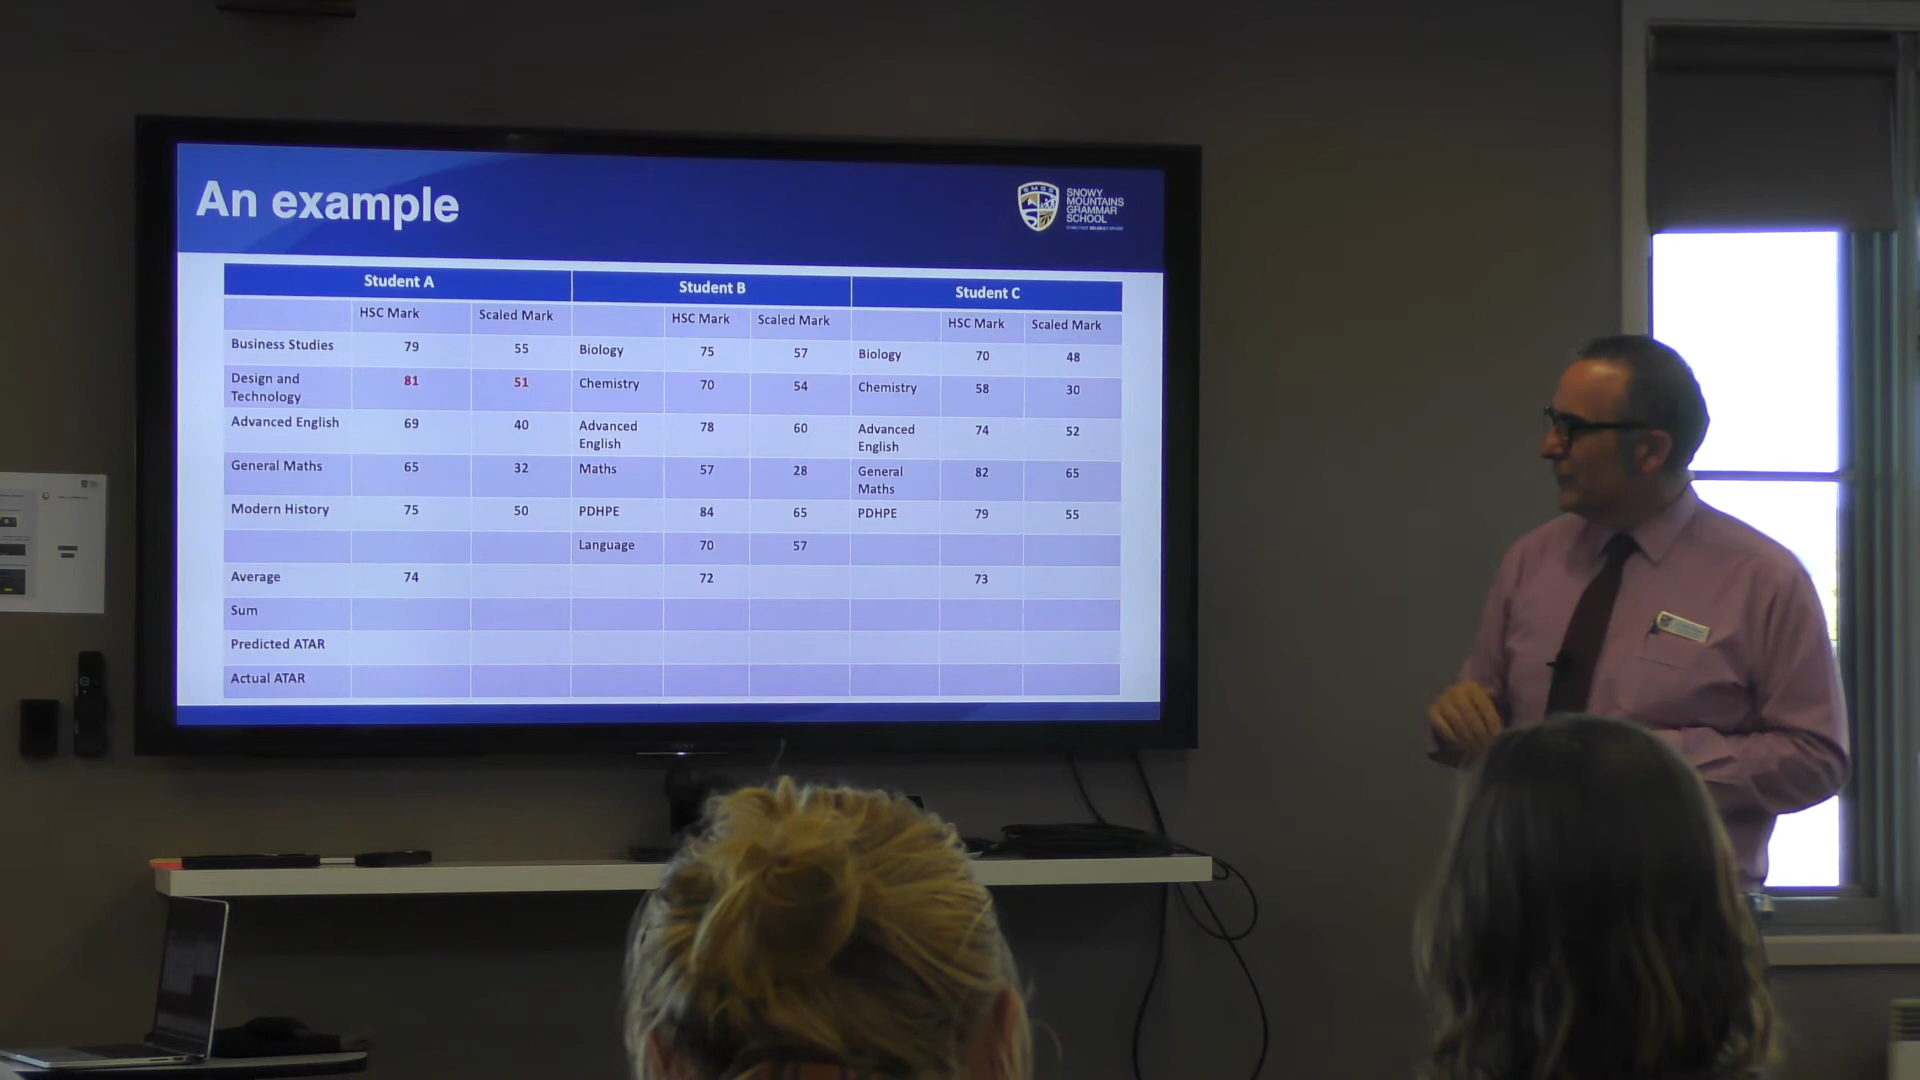 An example
SNOWY
MOUNTAINS
GRAMMAR
SCHOOL
Student A Student B Student C
HSC Mark Scaled Mark HSC Mark Scaled Mark HSC Mark Scaled Mark
Business Studies 79 55 Biology 75 57 Biology 70 48
Design and
Technology 81 51 Chemistry 70 54 Chemistry 58 30
Advanced English 69 40 Advanced
English 78 60 Advanced
English 74 52
General Maths 65 32 Maths 57 28 General
Maths 82 65
Modern History 75 50 PDHPE 84 65 PDHPE 79 55
Language 70 57
Average 74 72 73
Sum
Predicted ATAR
Actual ATAR